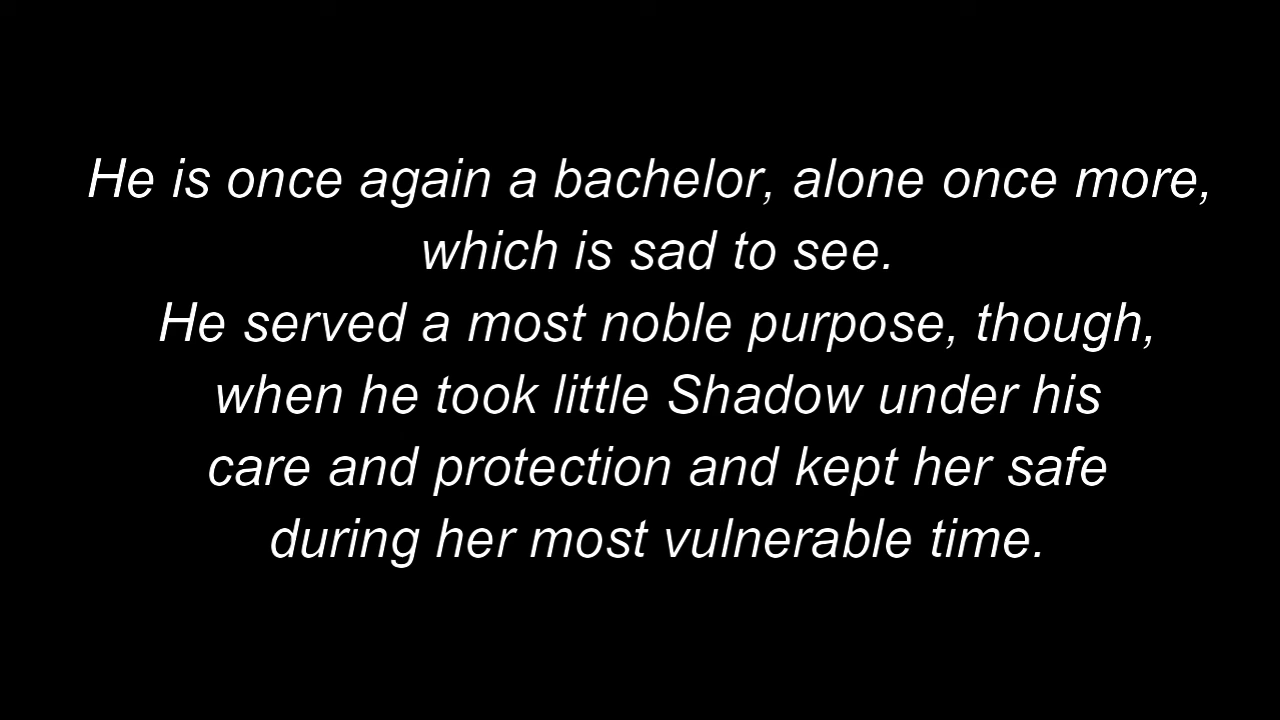 He is once again a bachelor, alone once more,
which is sad to see.
He served a most noble purpose, though,
when he took little Shadow under his
care and protection and kept her safe
during her most vulnerable time.